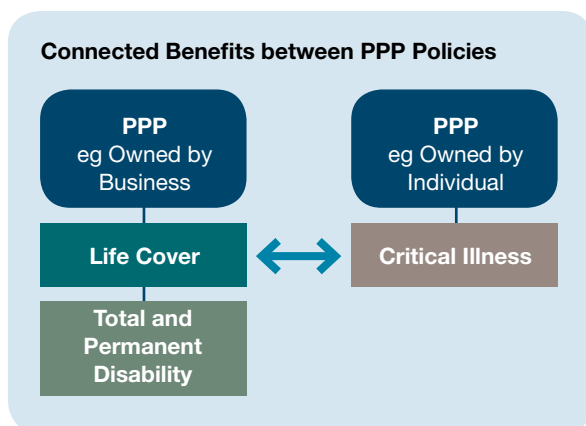 Connected Benefits between PPP Policies
PPP
eg Owned by
Business
PPP
eg Owned by
Individual
Life Cover
Critical Illness
Total and
Permanent
Disability